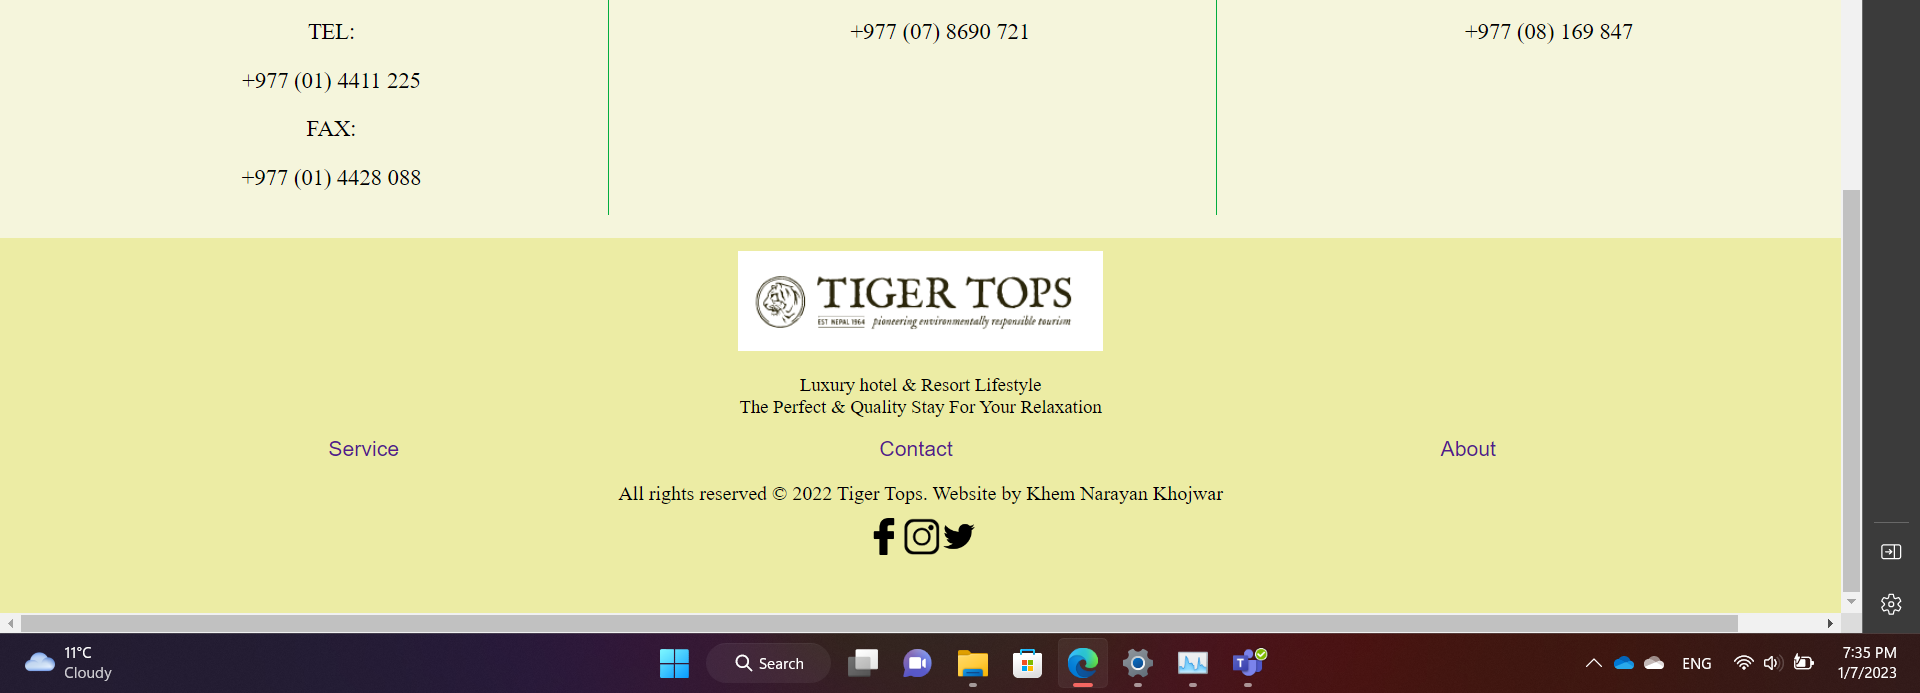 TEL:
+977 (01) 4411 225
FAX:
+977 (01) 4428 088
+977 (07) 8690 721
+977 (08) 169 847
TIGER TOPS
EST NEPAL 1964 pioneering environmentally responsible tourism
Luxury hotel & Resort Lifestyle
The Perfect & Quality Stay For Your Relaxation
Service
Contact
About
All rights reserved © 2022 Tiger Tops. Website by Khem Narayan Khojwar
11°C
Cloudy
Search
ENG
7:35 PM
1/7/2023